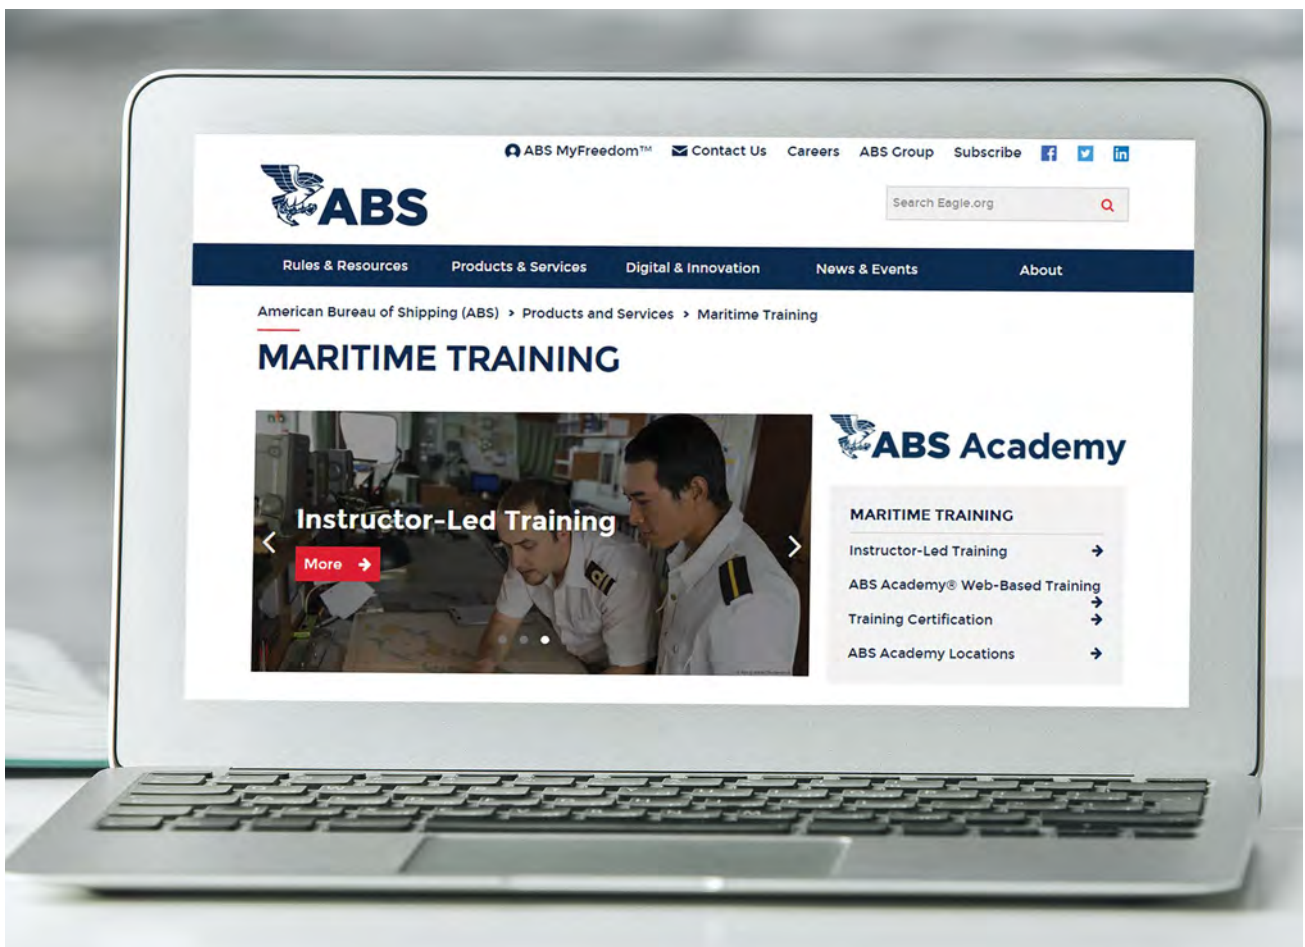 ABS MyFreedom™ Contact Us Careers ABS Group Subscribe
ABS
Search Eagle.org
Rules & Resources Products & Services Digital & Innovation News & Events About
American Bureau of Shipping (ABS) > Products and Services > Maritime Training
MARITIME TRAINING
Instructor-Led Training
More
ABS Academy
MARITIME TRAINING
Instructor-Led Training
ABS Academy® Web-Based Training
Training Certification
ABS Academy Locations